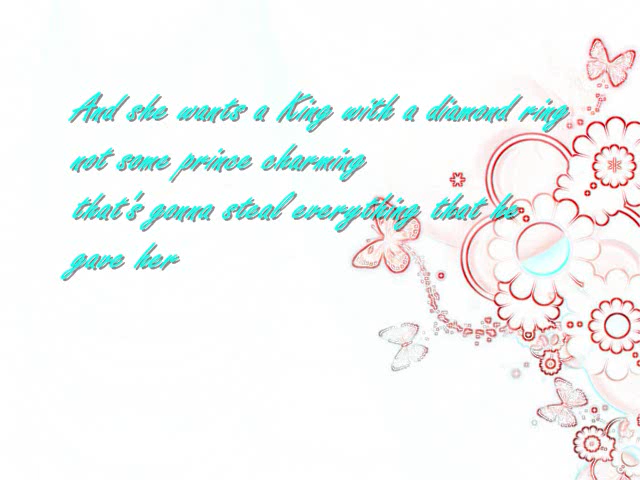 And she wants a King with a diamond ring
not some prince charming
that's gonna steal everything that he
gave her